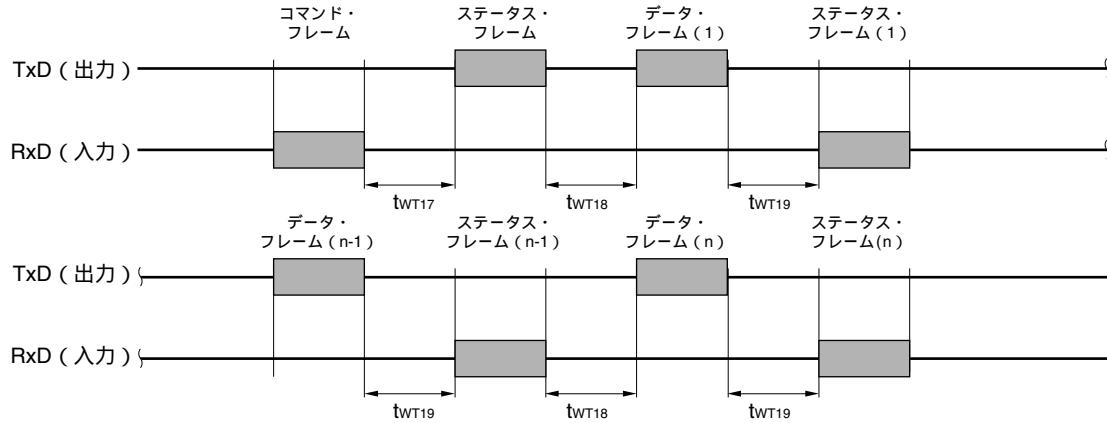 コマンド・
フレーム
ステータス・
フレーム
データ・
フレーム（1）
ステータス・
フレーム（1）
TxD（出力）
RxD（入力）
tWT17
tWT18
tWT19
データ・
フレーム（n-1）
ステータス・
フレーム（n-1）
データ・
フレーム（n）
ステータス・
フレーム(n)
TxD（出力）
RxD（入力）
tWT19
tWT18
tWT19